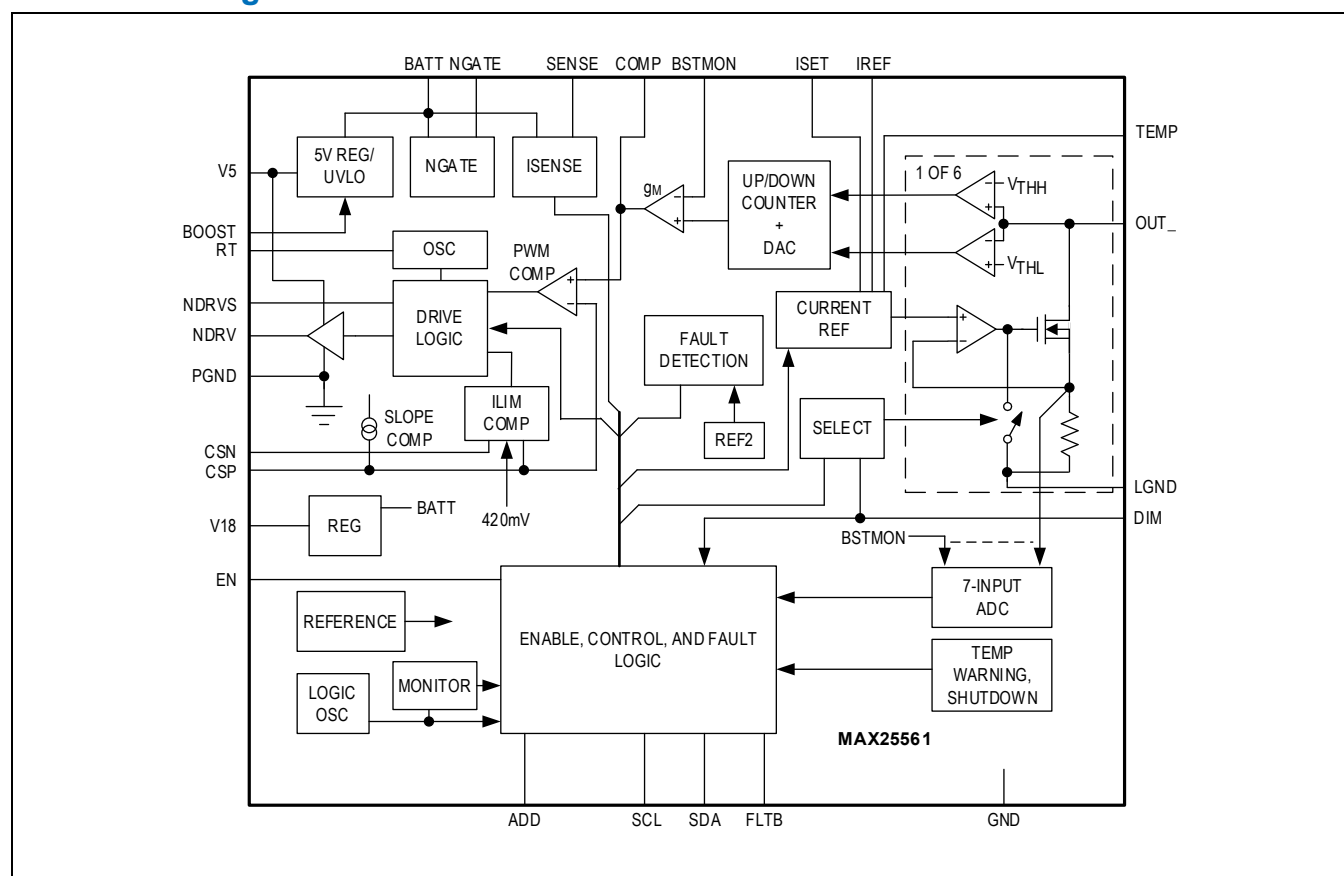 BATT NGATE SENSE COMP BSTMON ISET IREF
TEMP
5V REG/
UVLO
NGATE
ISENSE
gM
UP/DOWN
COUNTER
+
DAC
1 OF 6
-
VTHH
+
V5
BOOST
RT
OSC
PWM
COMP
-
+
-
+
VTHL
OUT_
NDRVS
NDRV
PGND
DRIVE
LOGIC
+
-
FAULT
DETECTION
CURRENT
REF
+
-
SLOPE
COMP
ILIM
COMP
REF2
SELECT
CSN
CSP
LGND
V18
REG
BATT
420mV
DIM
BSTMON
EN
REFERENCE
ENABLE, CONTROL, AND FAULT
LOGIC
7-INPUT
ADC
LOGIC
OSC
MONITOR
TEMP
WARNING,
SHUTDOWN
MAX25561
ADD SCL SDA FLTB GND